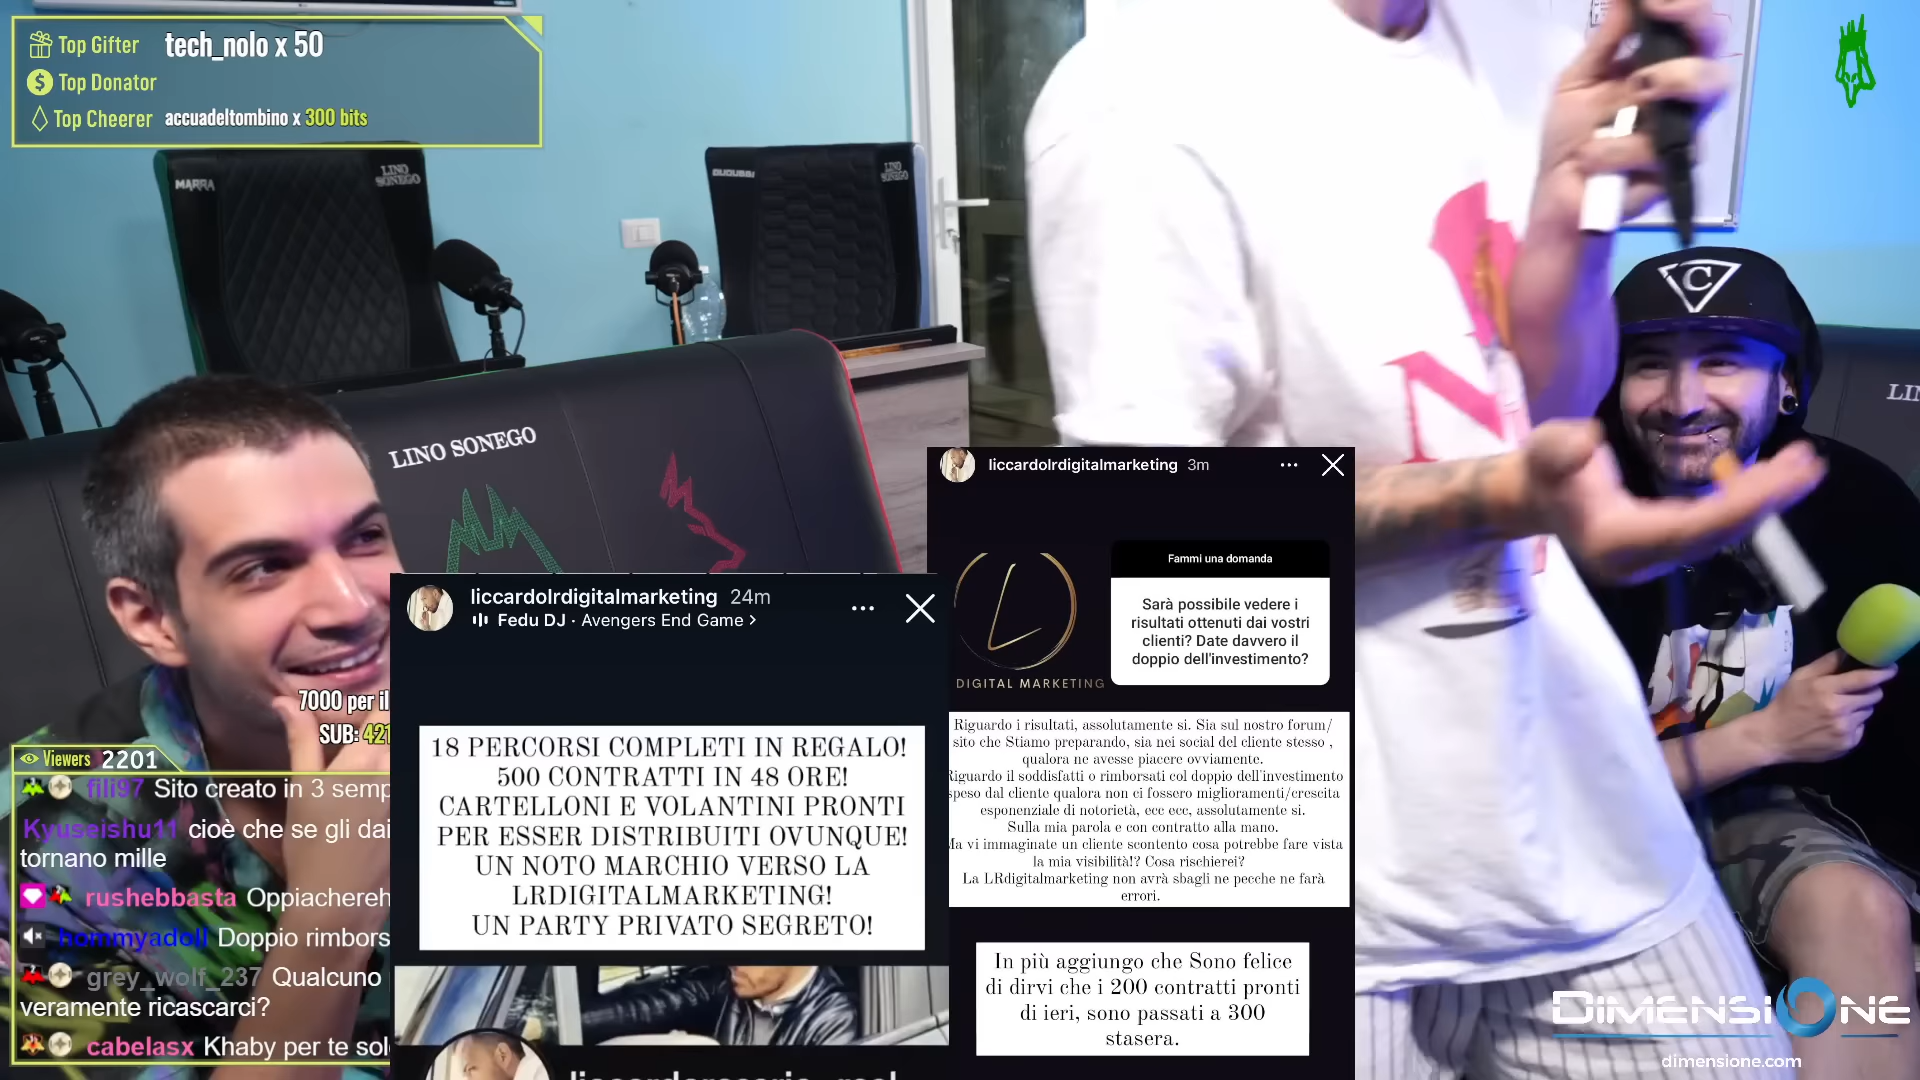 Top Gifter tech_nolo x 50
Top Donator
Top Cheerer accuadeltombino x 300 bits
MARRA
LINO
SONEGO
LINO
SONEGO
C
LINO SONEGO
N
7000 per il
SUB: 421
Viewers 2201
fili97 Sito creato in 3 semp
Kyuseishu11 cioè che se gli dai
tornano mille
rushebbasta Oppiachereh
hommyadoll Doppio rimbors
grey_wolf_237 Qualcuno
veramente ricascarci?
cabelasx Khaby per te sol
liccardolrdigitalmarketing 24m
Fedu DJ · Avengers End Game >
18 PERCORSI COMPLETI IN REGALO!
500 CONTRATTI IN 48 ORE!
CARTELLONI E VOLANTINI PRONTI
PER ESSER DISTRIBUITI OVUNQUE!
UN NOTO MARCHIO VERSO LA
LRDIGITALMARKETING!
UN PARTY PRIVATO SEGRETO!
liccardolrdigitalmarketing 3m
L
DIGITAL MARKETING
Fammi una domanda
Sarà possibile vedere i
risultati ottenuti dai vostri
clienti? Date davvero il
doppio dell'investimento?
Riguardo i risultati, assolutamente si. Sia sul nostro forum/
sito che Stiamo preparando, sia nei social del cliente stesso ,
qualora ne avesse piacere ovviamente.
Riguardo il soddisfatti o rimborsati col doppio dell'investimento
speso dal cliente qualora non ci fossero miglioramenti/crescita
esponenziale di notorietà, ecc ecc, assolutamente si.
Sulla mia parola e con contratto alla mano.
Ma vi immaginate un cliente scontento cosa potrebbe fare vista
la mia visibilità!? Cosa rischierei?
La LRdigitalmarketing non avrà sbagli ne pecche ne farà
errori.
In più aggiungo che Sono felice
di dirvi che i 200 contratti pronti
di ieri, sono passati a 300
stasera.
DIMENSIONE
dimensione.com